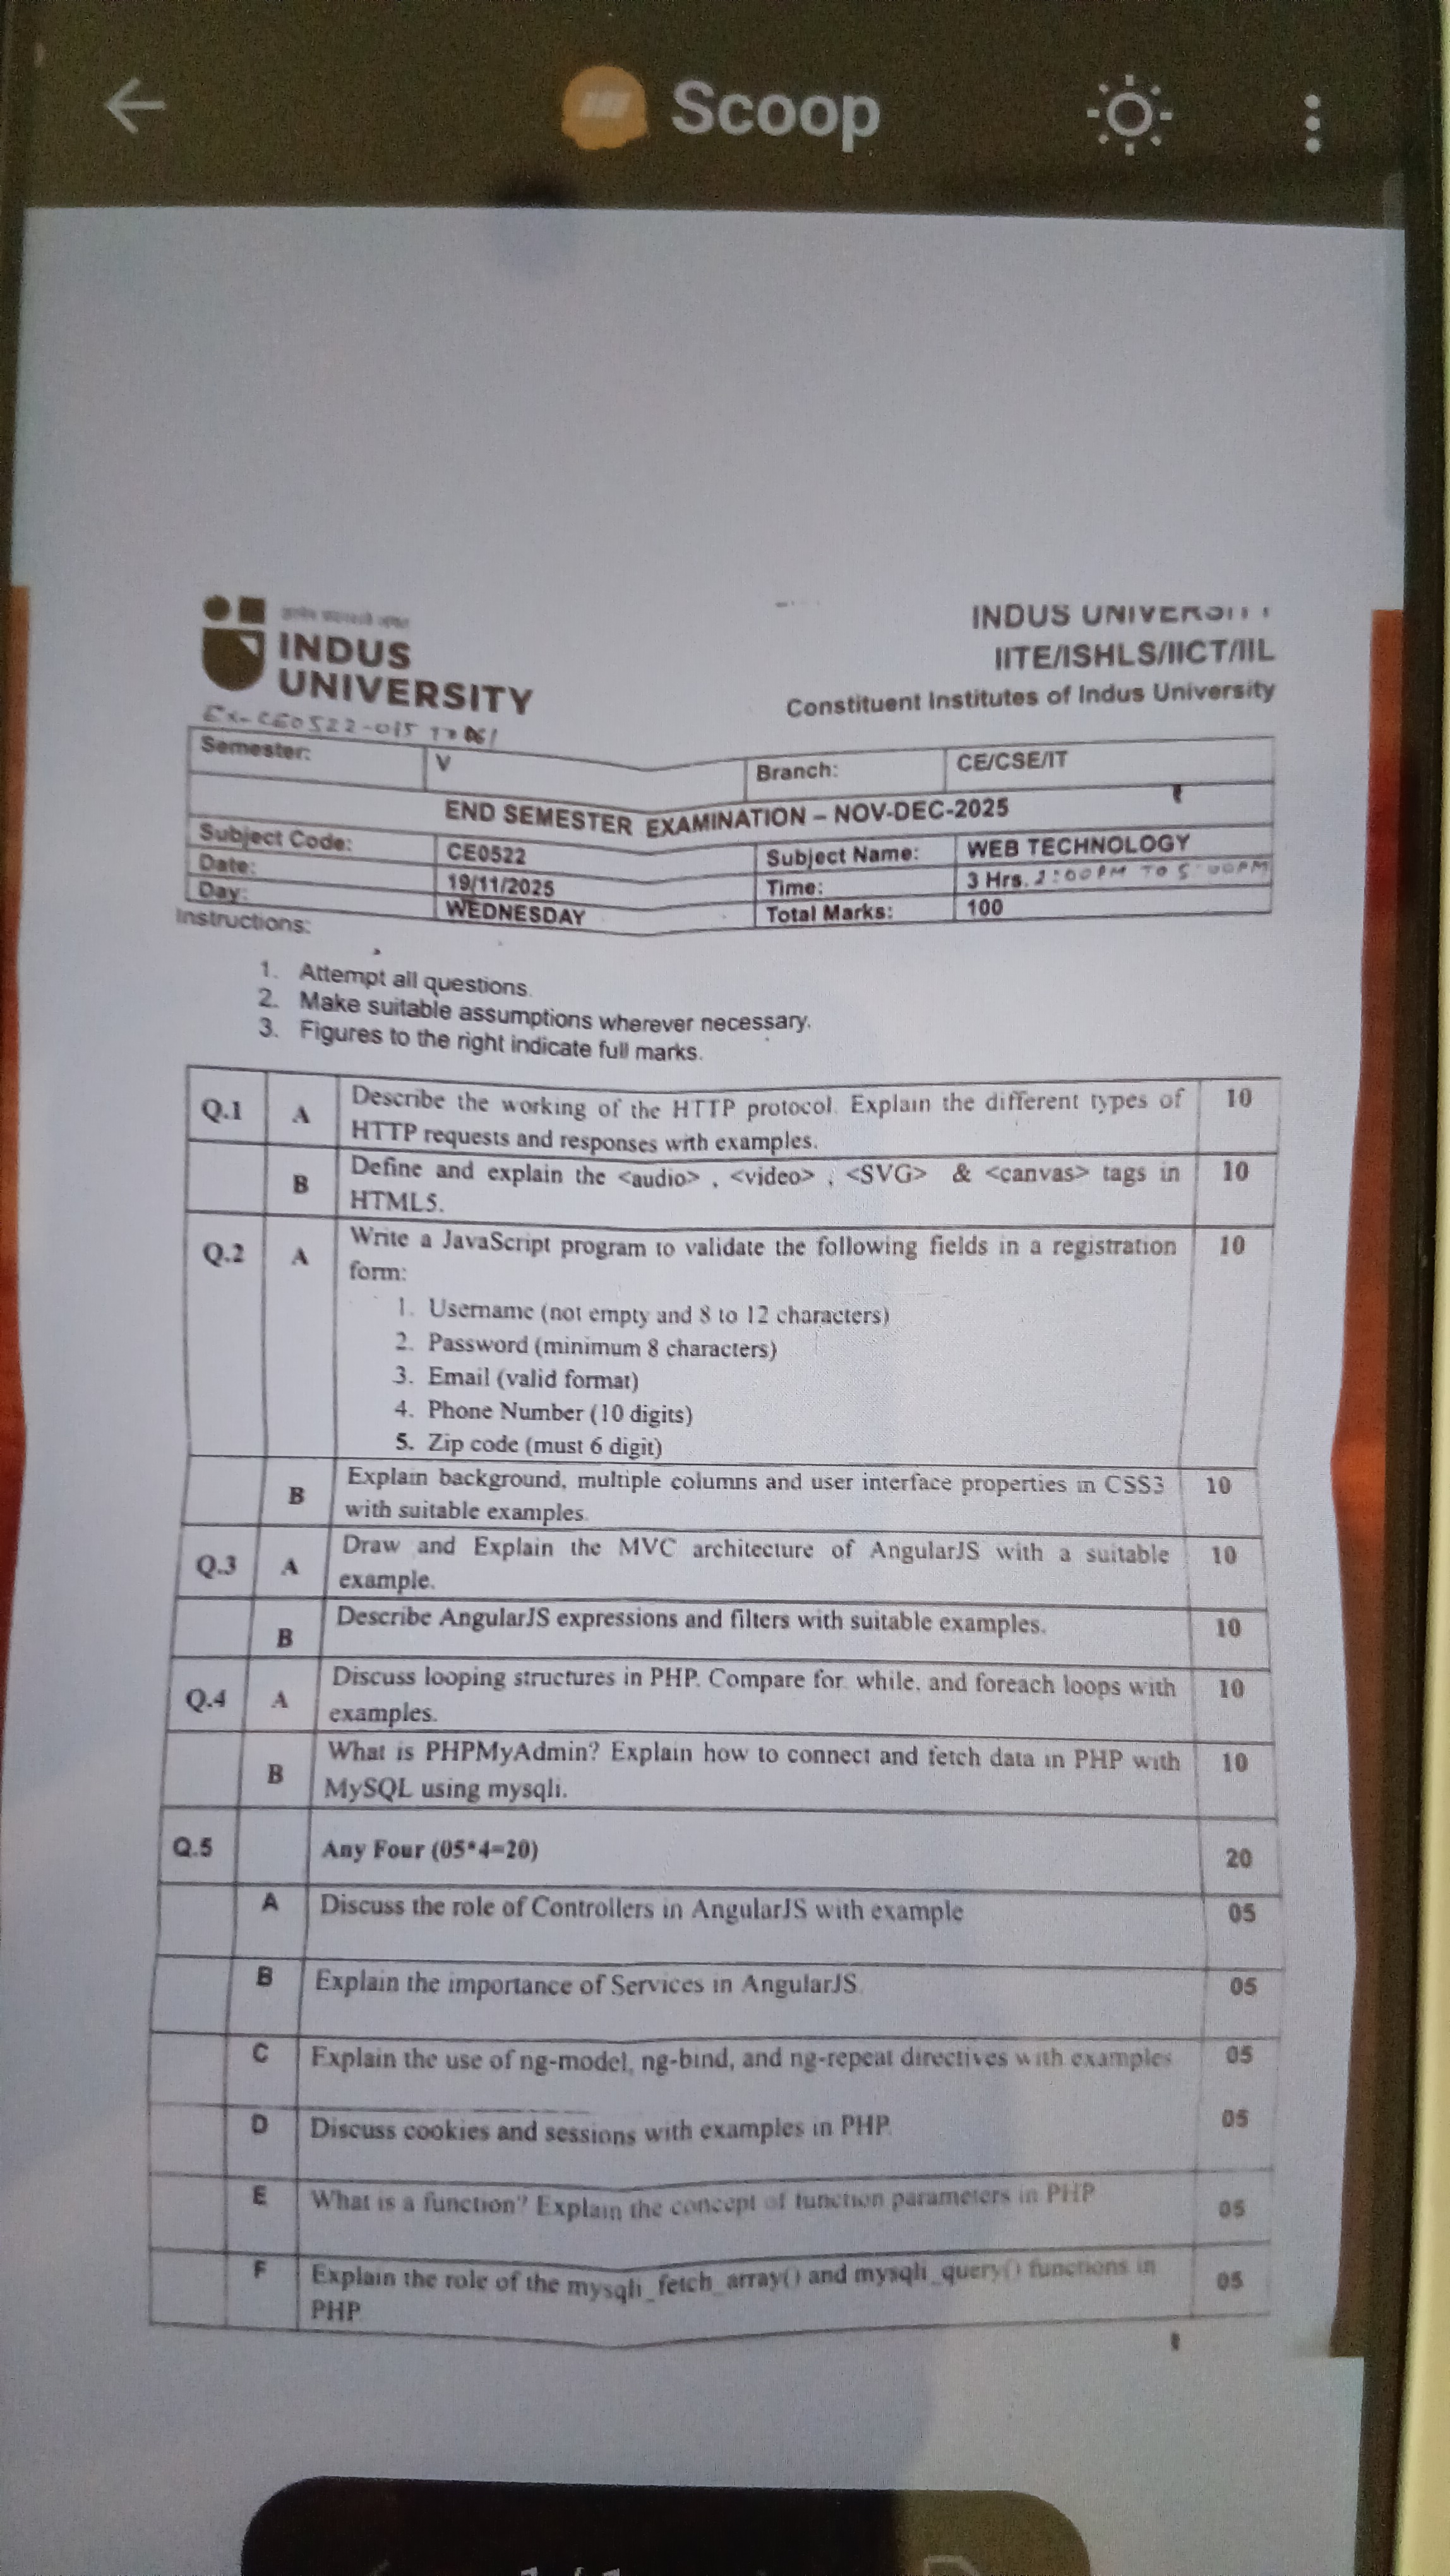 Scoop
INDUS
UNIVERSITY
INDUS UNIVERSITY
IITE/ISHLS/IICT/IIL
Constituent Institutes of Indus University
Semester: V Branch: CE/CSE/IT
END SEMESTER EXAMINATION – NOV-DEC-2025
Subject Code: CE0522 Subject Name: WEB TECHNOLOGY
Date: 19/11/2025 Time: 3 Hrs. 2:00PM TO 5:00PM
Day: WEDNESDAY Total Marks: 100
Instructions:
1. Attempt all questions.
2. Make suitable assumptions wherever necessary.
3. Figures to the right indicate full marks.
Q.1 A Describe the working of the HTTP protocol. Explain the different types of 10
HTTP requests and responses with examples.
B Define and explain the <audio> , <video> , <SVG> & <canvas> tags in 10
HTML5.
Q.2 A Write a JavaScript program to validate the following fields in a registration 10
form:
1. Username (not empty and 8 to 12 characters)
2. Password (minimum 8 characters)
3. Email (valid format)
4. Phone Number (10 digits)
5. Zip code (must 6 digit)
B Explain background, multiple columns and user interface properties in CSS3 10
with suitable examples.
Q.3 A Draw and Explain the MVC architecture of AngularJS with a suitable 10
example.
B Describe AngularJS expressions and filters with suitable examples. 10
Q.4 A Discuss looping structures in PHP. Compare for, while, and foreach loops with 10
examples.
B What is PHPMyAdmin? Explain how to connect and fetch data in PHP with 10
MySQL using mysqli.
Q.5 Any Four (05*4=20) 20
A Discuss the role of Controllers in AngularJS with example 05
B Explain the importance of Services in AngularJS. 05
C Explain the use of ng-model, ng-bind, and ng-repeat directives with examples 05
D Discuss cookies and sessions with examples in PHP. 05
E What is a function? Explain the concept of function parameters in PHP 05
F Explain the role of the mysqli_fetch_array() and mysqli_query() functions in 05
PHP